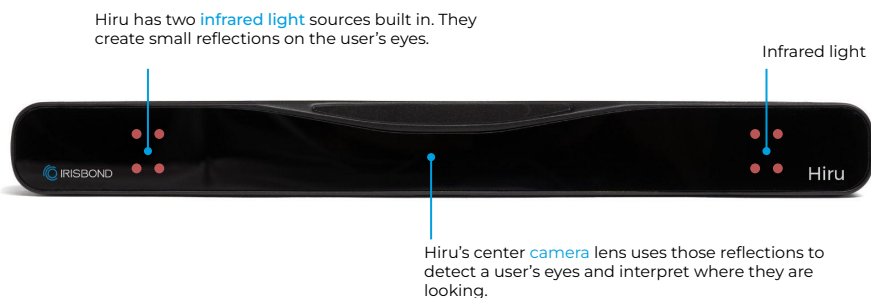 Hiru has two infrared light sources built in. They
create small reflections on the user's eyes.
Infrared light
IRISBOND
Hiru
Hiru's center camera lens uses those reflections to
detect a user's eyes and interpret where they are
looking.